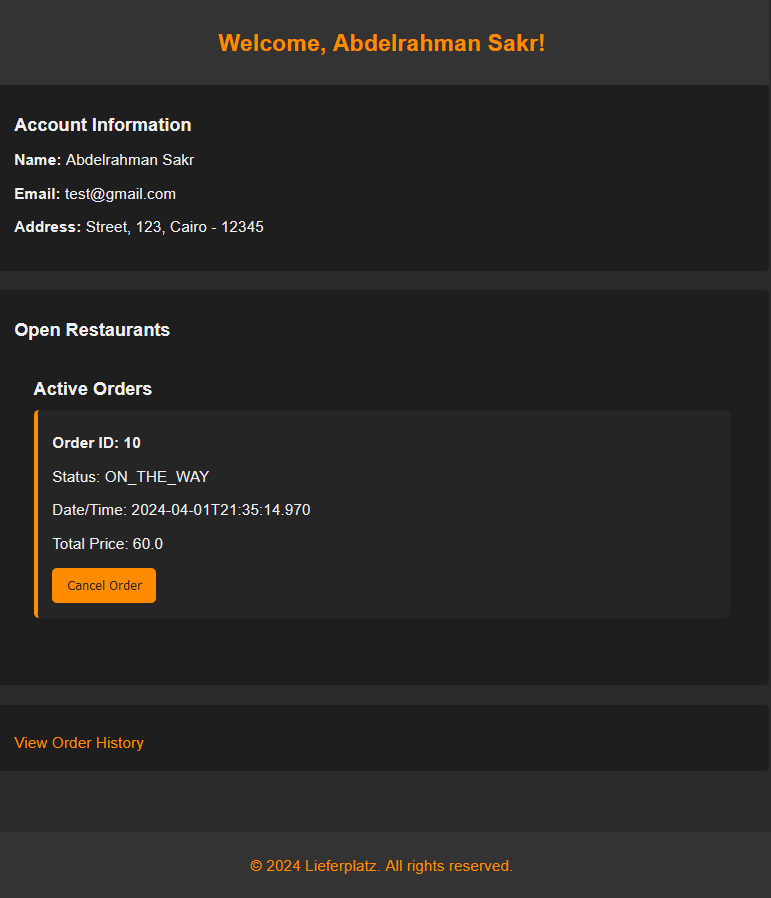 Welcome, Abdelrahman Sakr!
Account Information
Name: Abdelrahman Sakr
Email: test@gmail.com
Address: Street, 123, Cairo - 12345
Open Restaurants
Active Orders
Order ID: 10
Status: ON_THE_WAY
Date/Time: 2024-04-01T21:35:14.970
Total Price: 60.0
Cancel Order
View Order History
© 2024 Lieferplatz. All rights reserved.